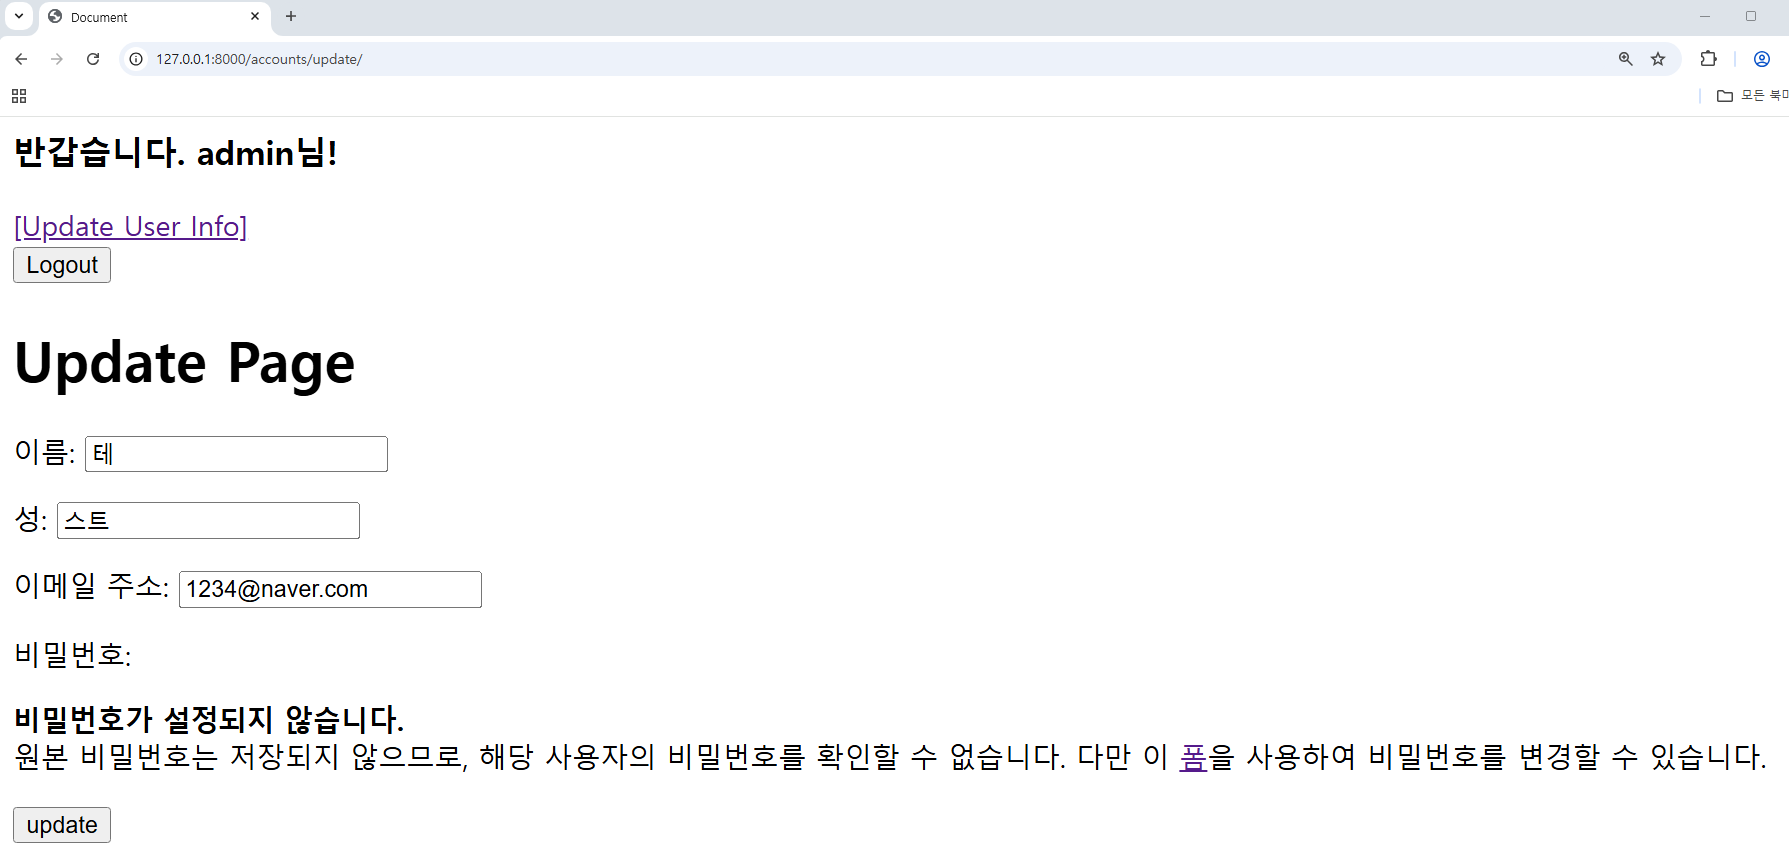 Document
127.0.0.1:8000/accounts/update/
모든 북마
반갑습니다. admin님!
[Update User Info]
Logout
Update Page
이름: 테
성: 스트
이메일 주소: 1234@naver.com
비밀번호:
비밀번호가 설정되지 않습니다.
원본 비밀번호는 저장되지 않으므로, 해당 사용자의 비밀번호를 확인할 수 없습니다. 다만 이 폼을 사용하여 비밀번호를 변경할 수 있습니다.
update